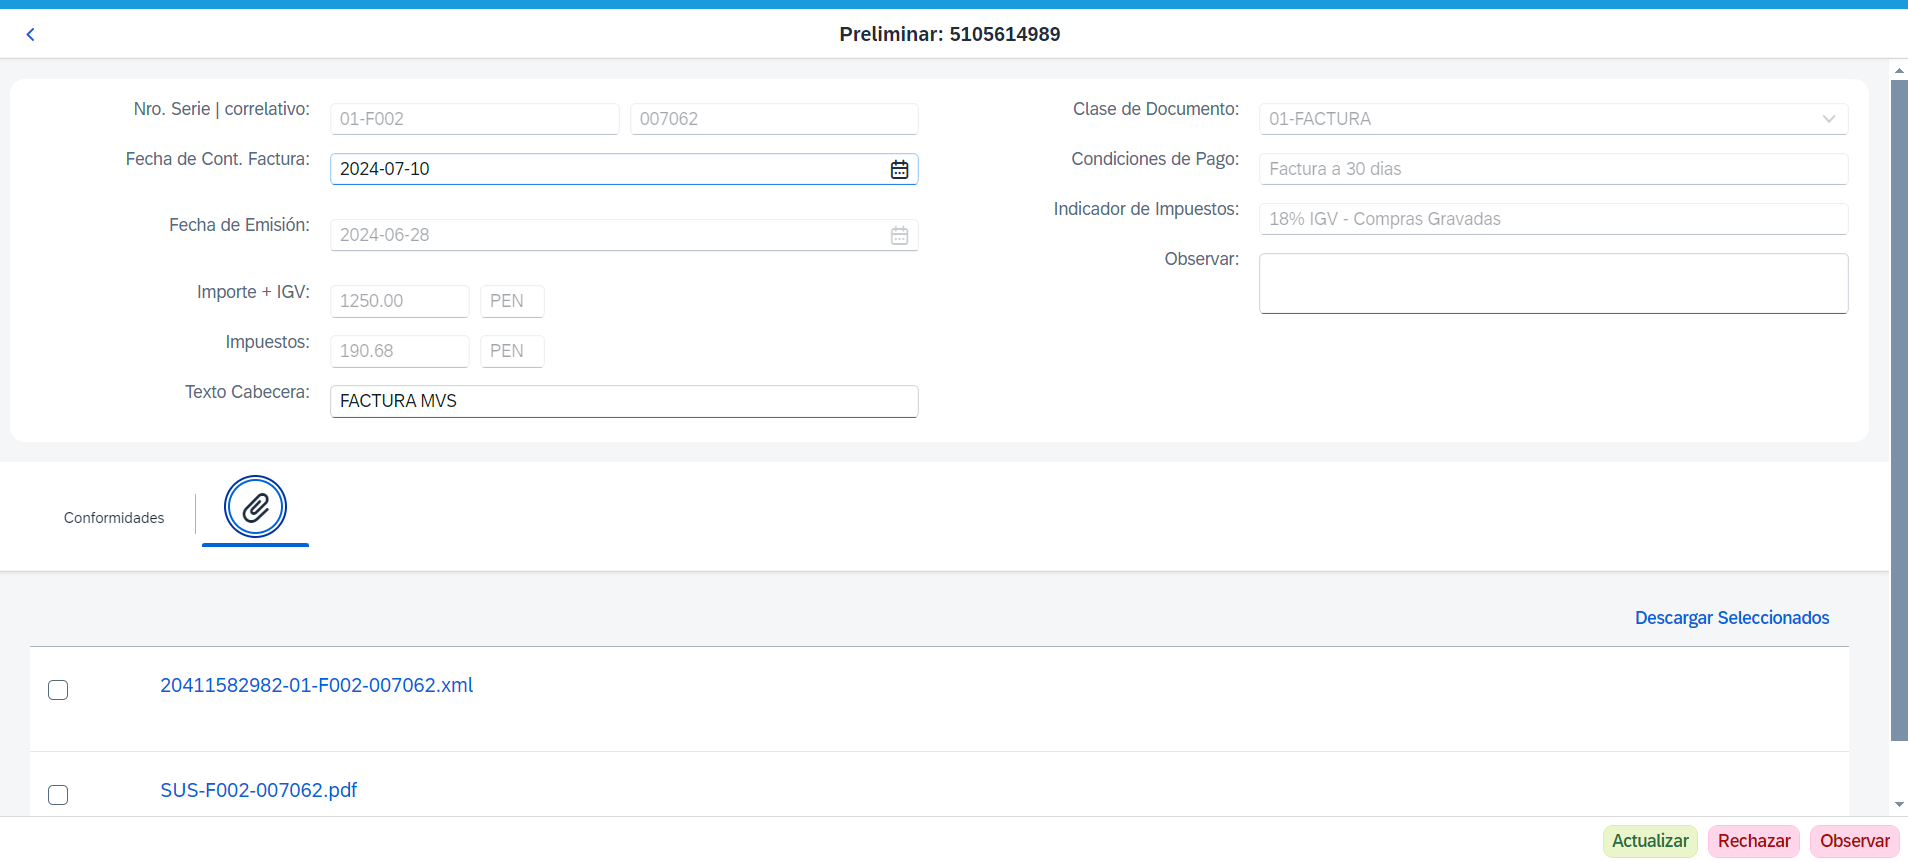 Preliminar: 5105614989
Nro. Serie | correlativo: 01-F002 007062
Fecha de Cont. Factura: 2024-07-10
Fecha de Emisión: 2024-06-28
Importe + IGV: 1250.00 PEN
Impuestos: 190.68 PEN
Texto Cabecera: FACTURA MVS
Clase de Documento: 01-FACTURA
Condiciones de Pago: Factura a 30 dias
Indicador de Impuestos: 18% IGV - Compras Gravadas
Observar:
Conformidades
Descargar Seleccionados
20411582982-01-F002-007062.xml
SUS-F002-007062.pdf
Actualizar Rechazar Observar